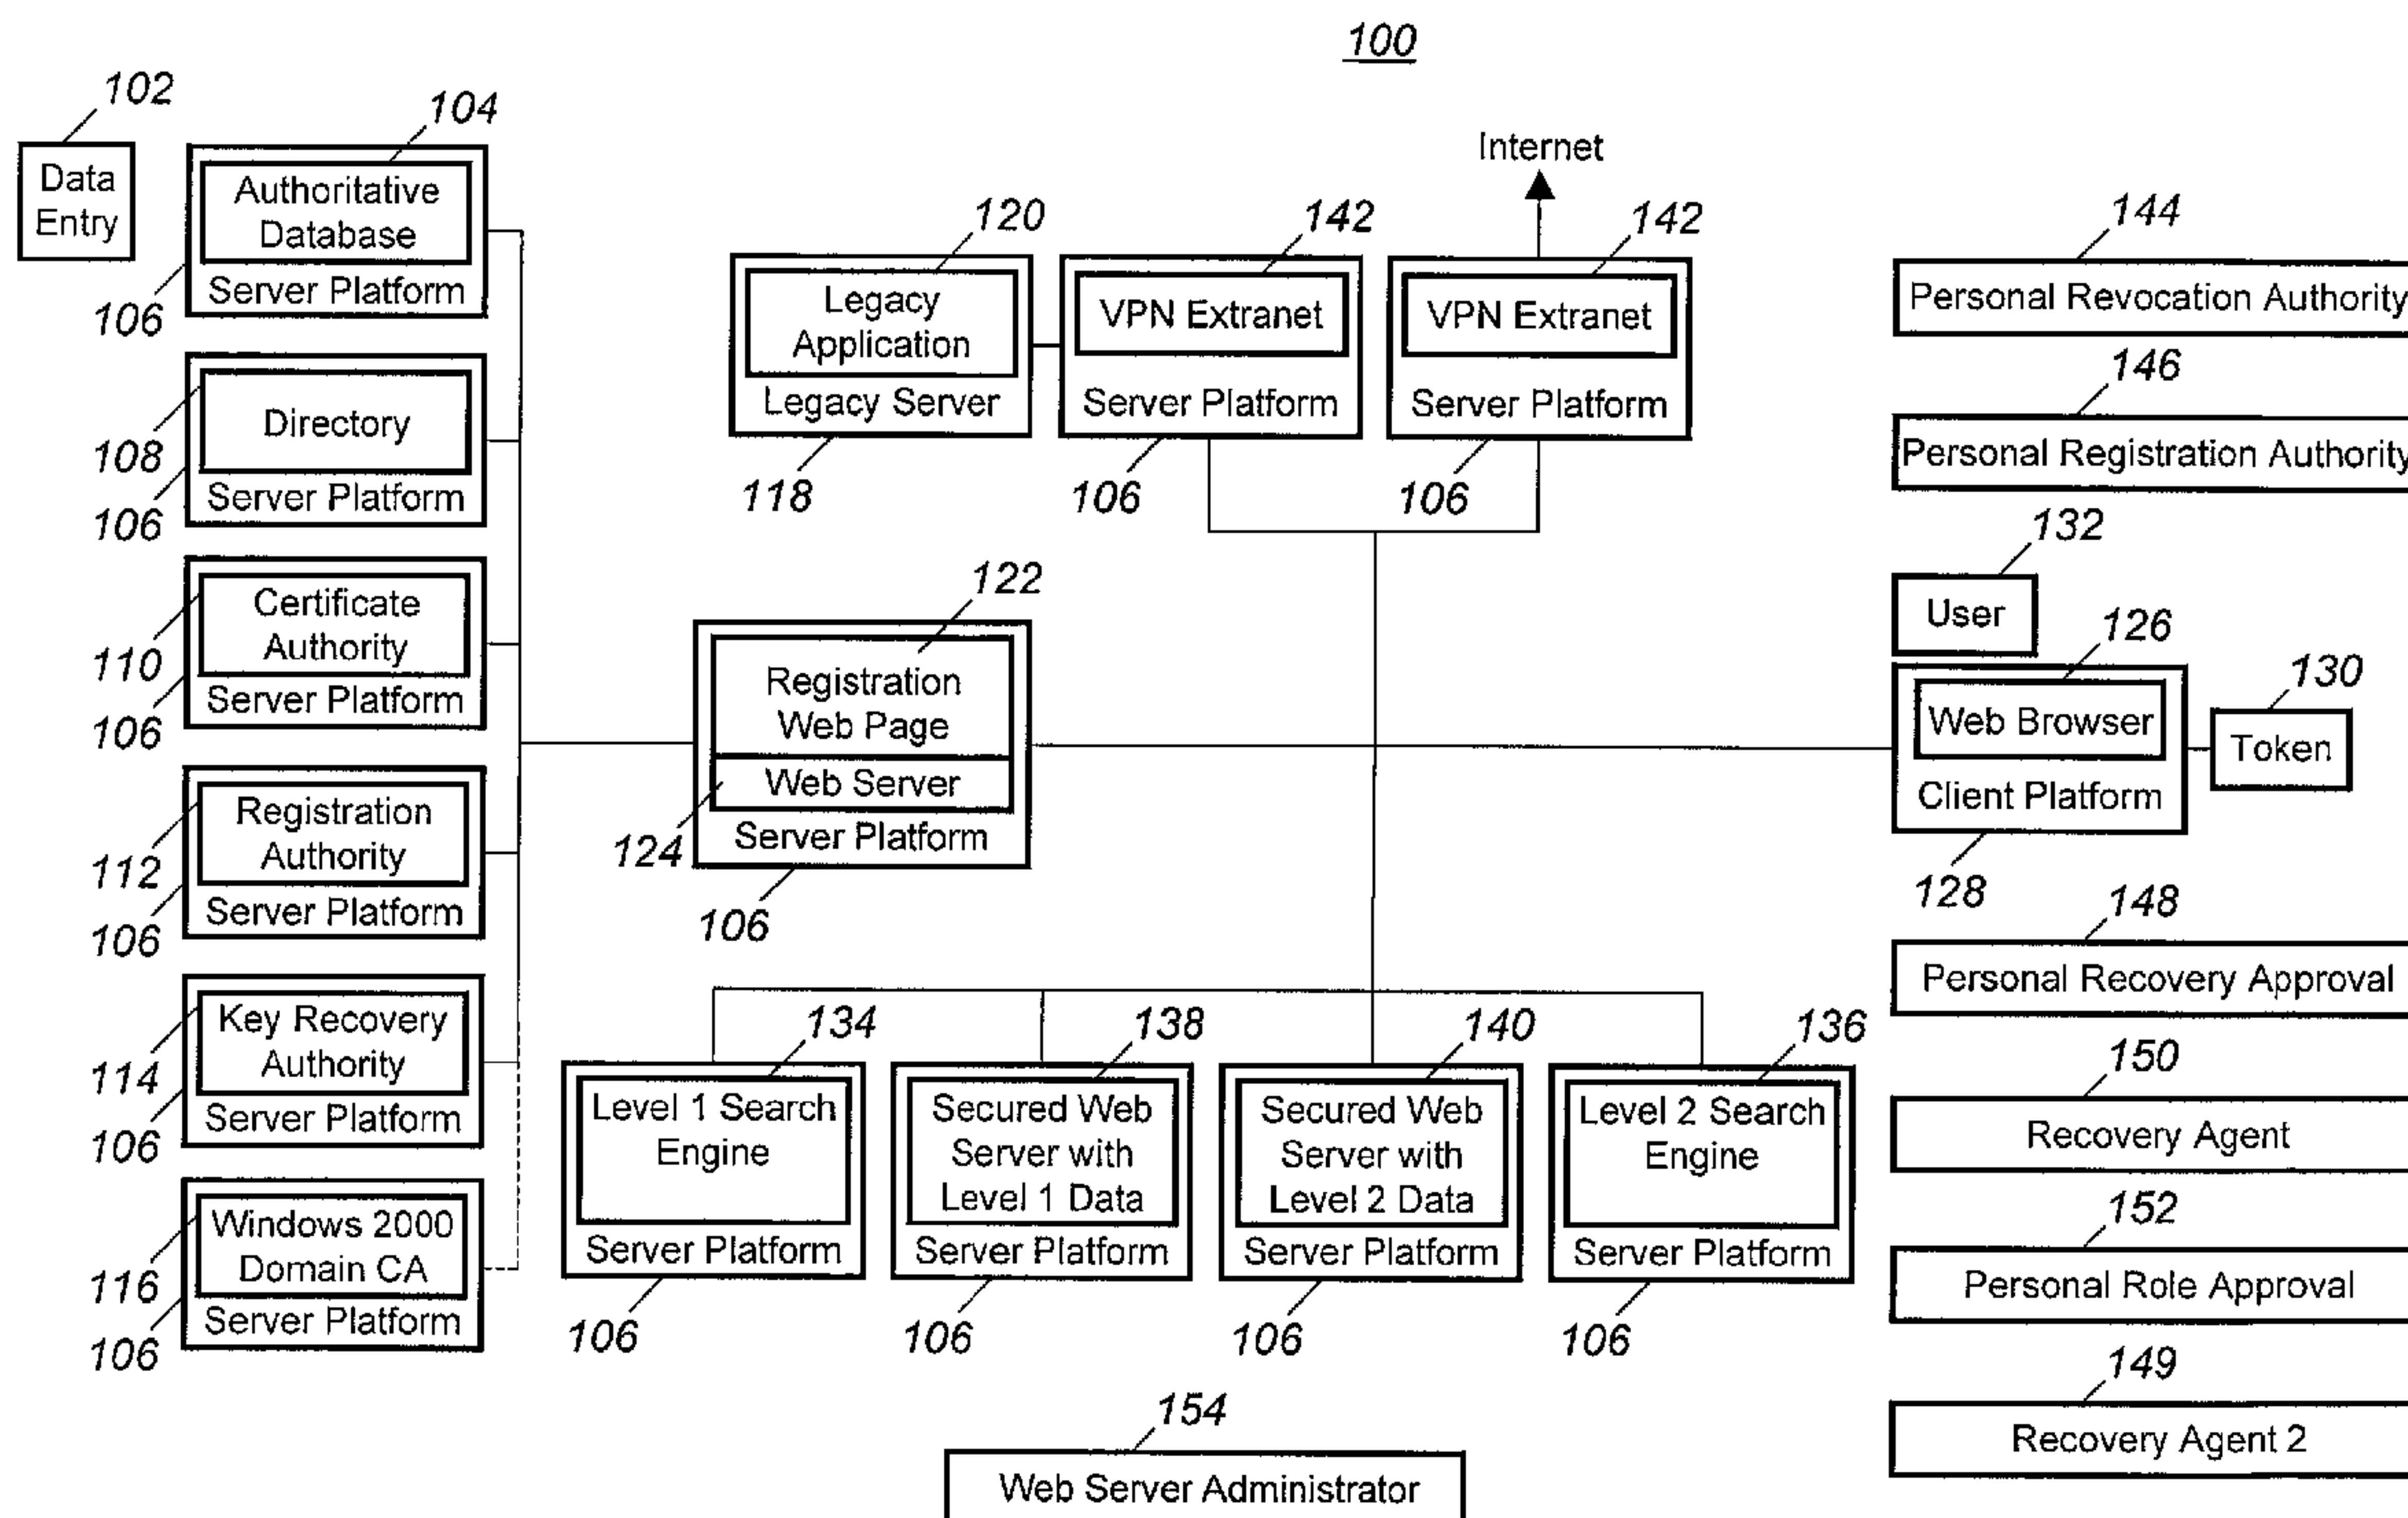 100
102
Data
Entry
104
Authoritative
Database
Server Platform
106
108
Directory
Server Platform
106
110
Certificate
Authority
Server Platform
106
112
Registration
Authority
Server Platform
106
114
Key Recovery
Authority
Server Platform
106
116
Windows 2000
Domain CA
Server Platform
106
120
Legacy
Application
Legacy Server
118
142
VPN Extranet
Server Platform
106
Internet
142
VPN Extranet
Server Platform
106
122
Registration
Web Page
Web Server
124
Server Platform
106
134
Level 1 Search
Engine
Server Platform
106
138
Secured Web
Server with
Level 1 Data
Server Platform
106
140
Secured Web
Server with
Level 2 Data
Server Platform
106
136
Level 2 Search
Engine
Server Platform
106
154
Web Server Administrator
144
Personal Revocation Authority
146
Personal Registration Authority
132
User
126
Web Browser
Client Platform
128
130
Token
148
Personal Recovery Approval
150
Recovery Agent
152
Personal Role Approval
149
Recovery Agent 2